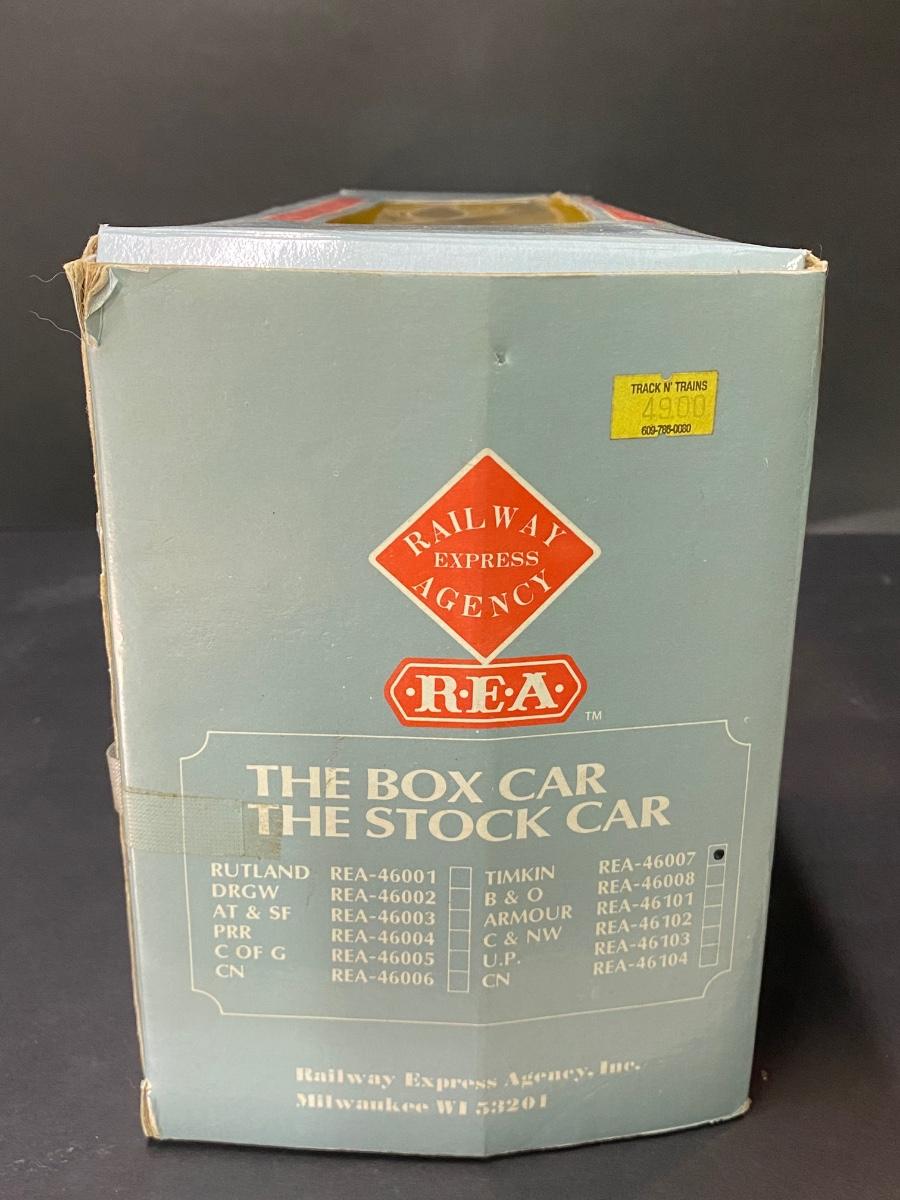 TRACK N' TRAINS
49.00
609-786-0080
RAILWAY
EXPRESS
AGENCY
·R·E·A·
TM
THE BOX CAR
THE STOCK CAR
RUTLAND REA-46001
DRGW REA-46002
AT & SF REA-46003
PRR REA-46004
C OF G REA-46005
CN REA-46006
TIMKIN REA-46007
B & O REA-46008
ARMOUR REA-46101
C & NW REA-46102
U.P. REA-46103
CN REA-46104
Railway Express Agency, Inc.
Milwaukee WI 53201